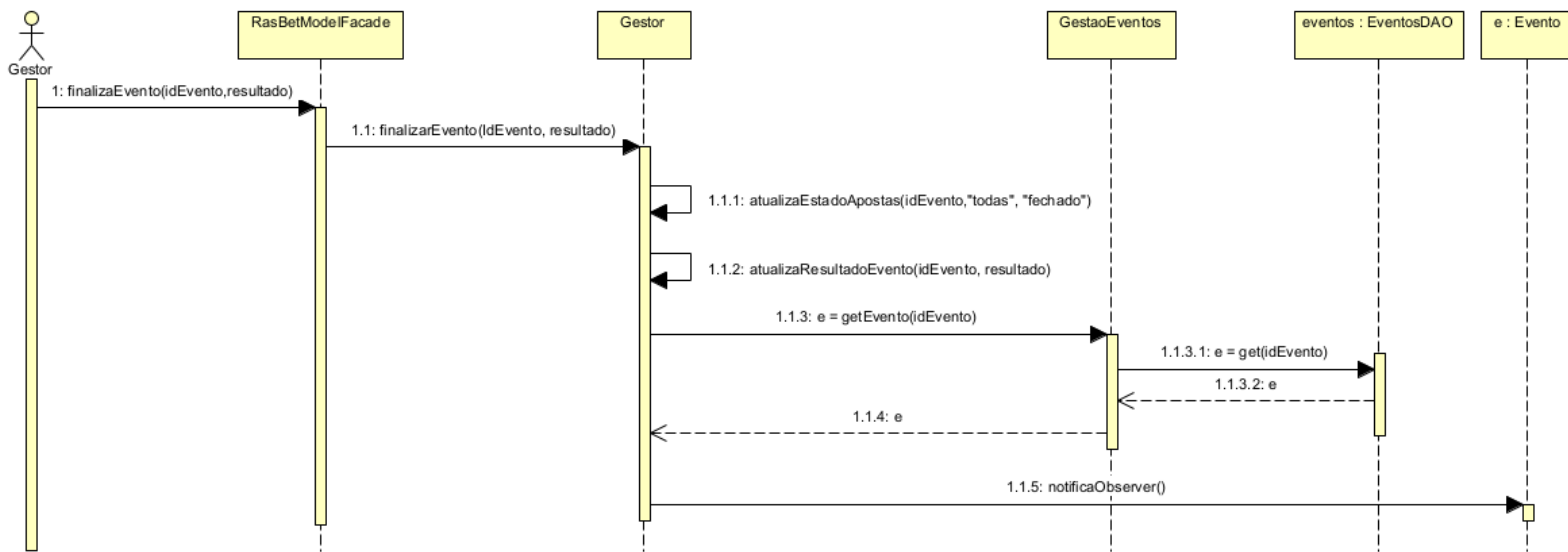 RasBetModelFacade
Gestor
GestaoEventos
eventos : EventosDAO
e : Evento
Gestor
1: finalizaEvento(idEvento,resultado)
1.1: finalizarEvento(IdEvento, resultado)
1.1.1: atualizaEstadoApostas(idEvento,"todas", "fechado")
1.1.2: atualizaResultadoEvento(idEvento, resultado)
1.1.3: e = getEvento(idEvento)
1.1.3.1: e = get(idEvento)
1.1.3.2: e
1.1.4: e
1.1.5: notificaObserver()